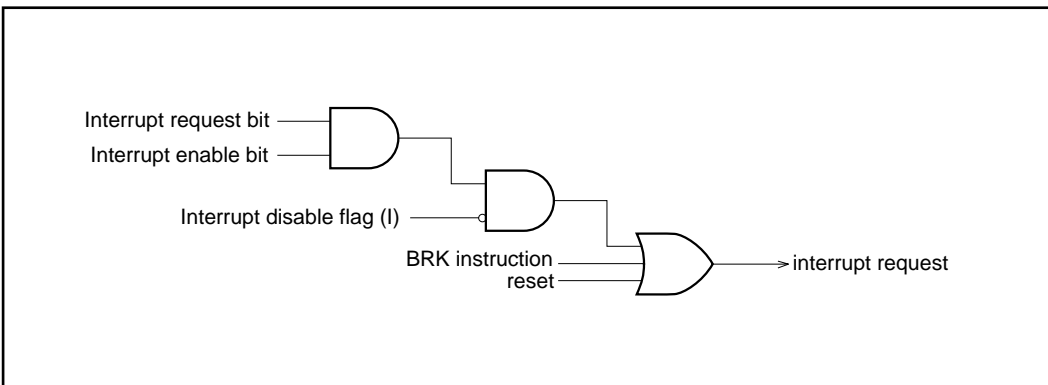 Interrupt request bit
Interrupt enable bit
Interrupt disable flag (I)
BRK instruction
reset
interrupt request